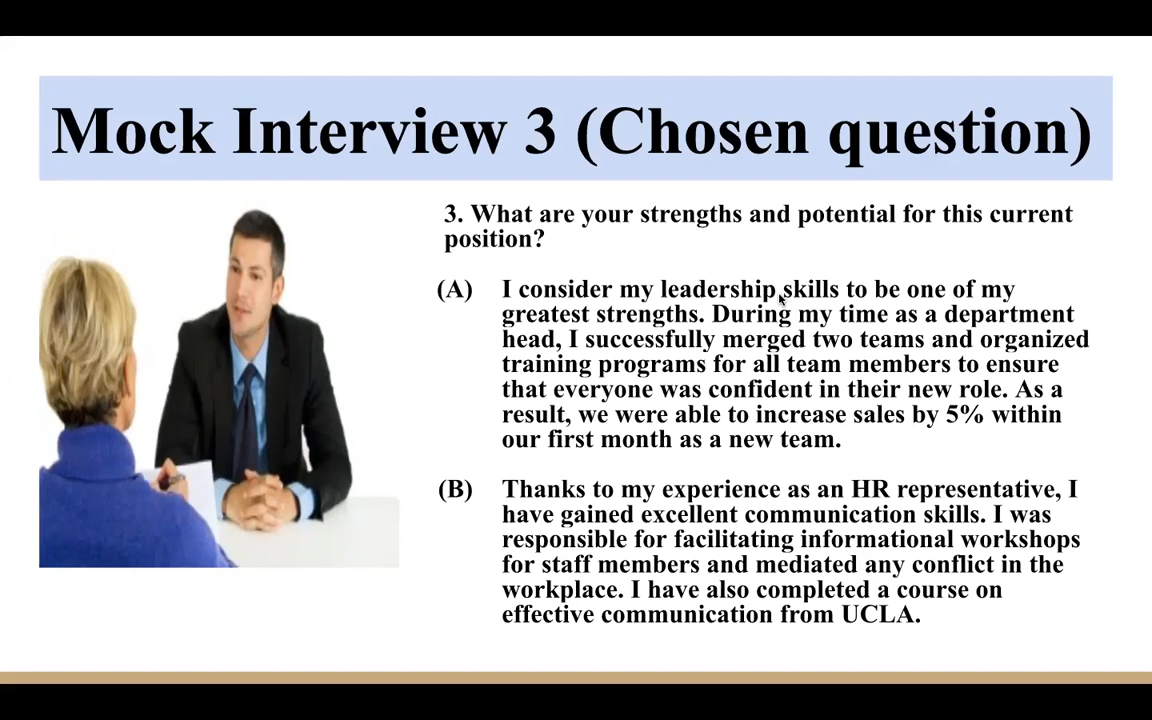 Mock Interview 3 (Chosen question)
3. What are your strengths and potential for this current
position?
(A) I consider my leadership skills to be one of my
greatest strengths. During my time as a department
head, I successfully merged two teams and organized
training programs for all team members to ensure
that everyone was confident in their new role. As a
result, we were able to increase sales by 5% within
our first month as a new team.
(B) Thanks to my experience as an HR representative, I
have gained excellent communication skills. I was
responsible for facilitating informational workshops
for staff members and mediated any conflict in the
workplace. I have also completed a course on
effective communication from UCLA.